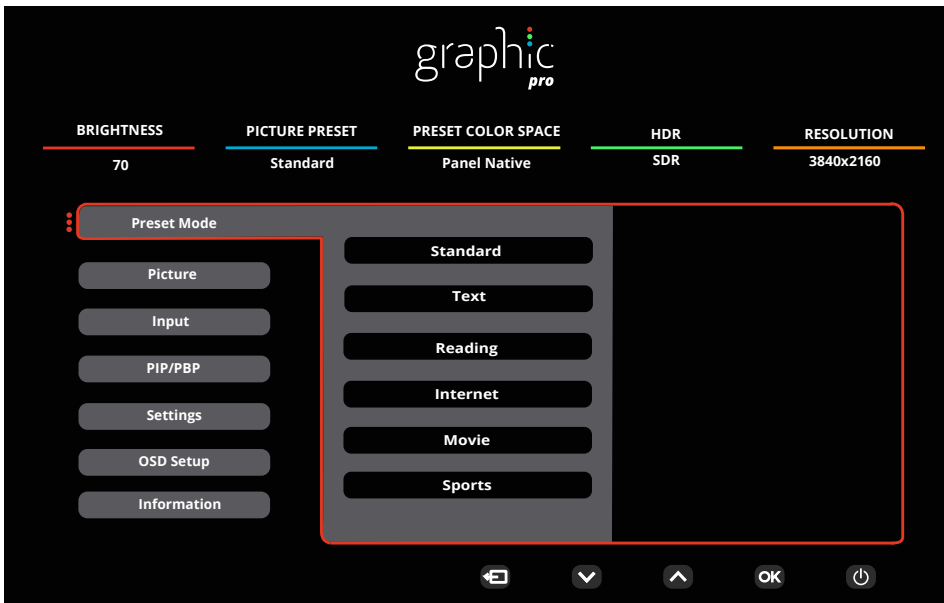 graphic
pro
BRIGHTNESS PICTURE PRESET PRESET COLOR SPACE HDR RESOLUTION
70 Standard Panel Native SDR 3840x2160
Preset Mode
Picture
Input
PIP/PBP
Settings
OSD Setup
Information
Standard
Text
Reading
Internet
Movie
Sports
OK